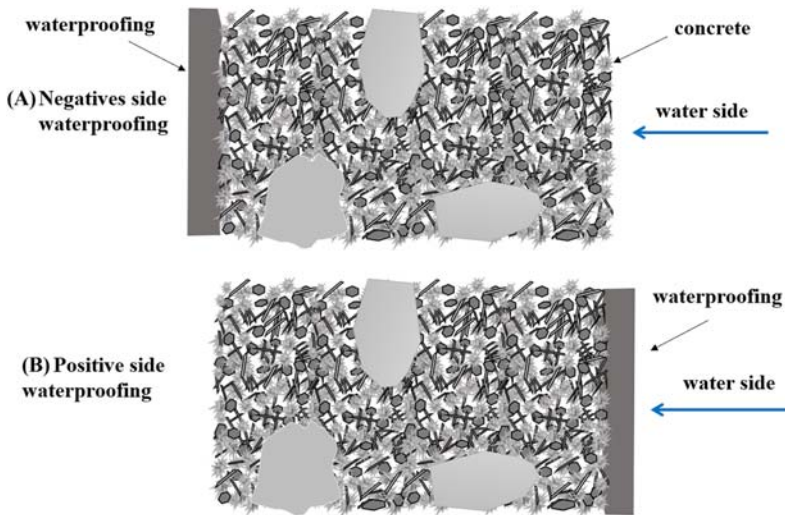 waterproofing
concrete
(A) Negatives side
waterproofing
water side
waterproofing
(B) Positive side
waterproofing
water side